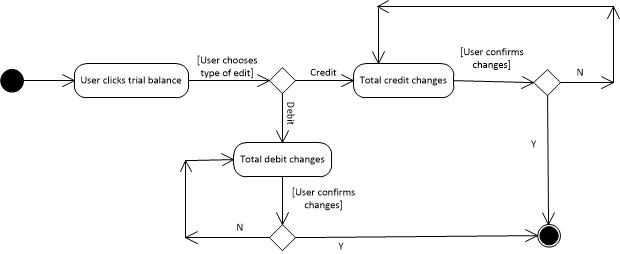 User clicks trial balance
[User chooses
type of edit]
Credit
Total credit changes
[User confirms
changes]
N
Y
Debit
Total debit changes
[User confirms
changes]
N
Y